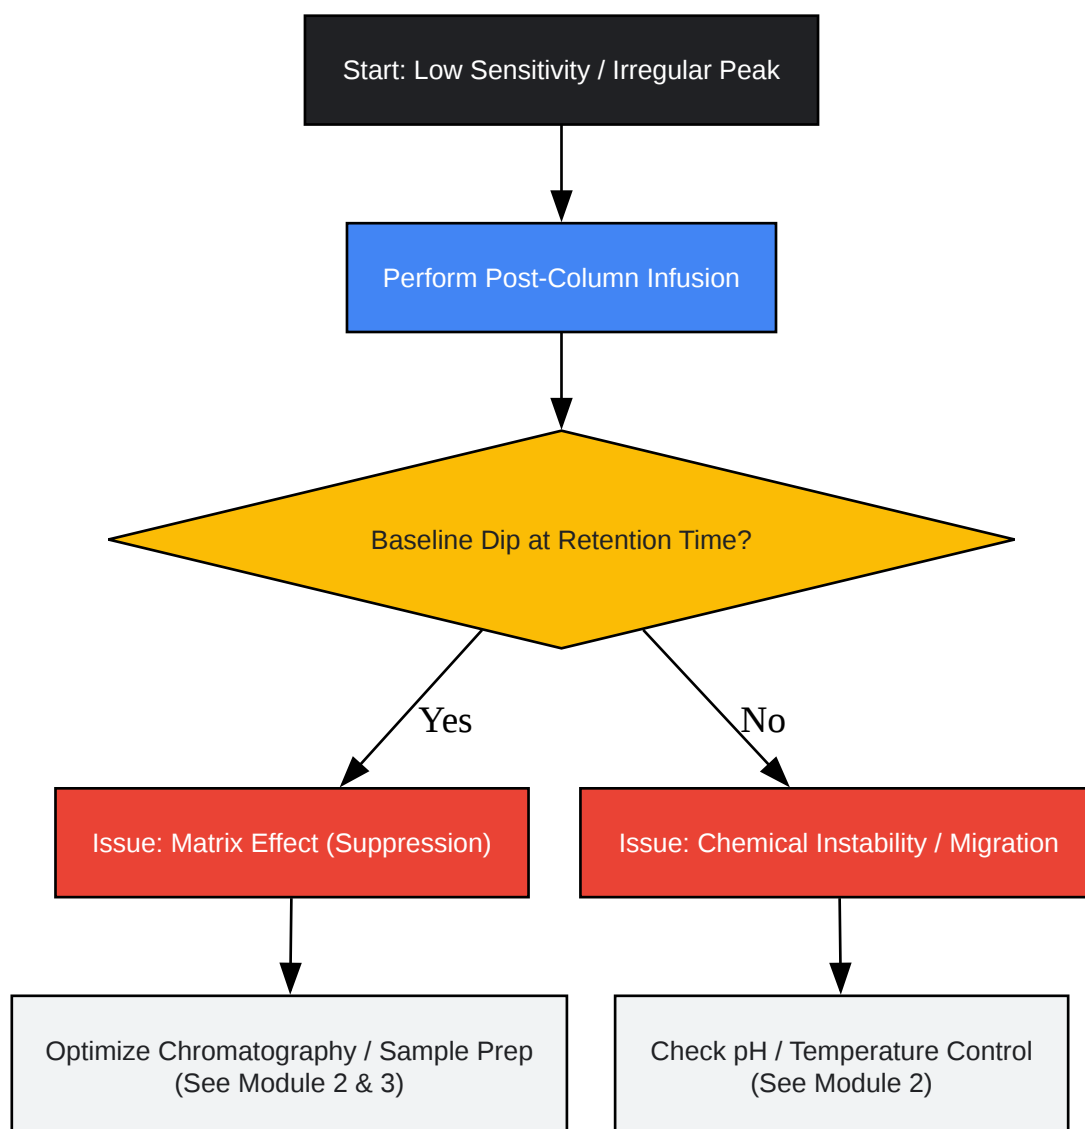 Start: Low Sensitivity / Irregular Peak
Perform Post-Column Infusion
Baseline Dip at Retention Time?
Yes
No
Issue: Matrix Effect (Suppression)
Issue: Chemical Instability / Migration
Optimize Chromatography / Sample Prep
(See Module 2 & 3)
Check pH / Temperature Control
(See Module 2)